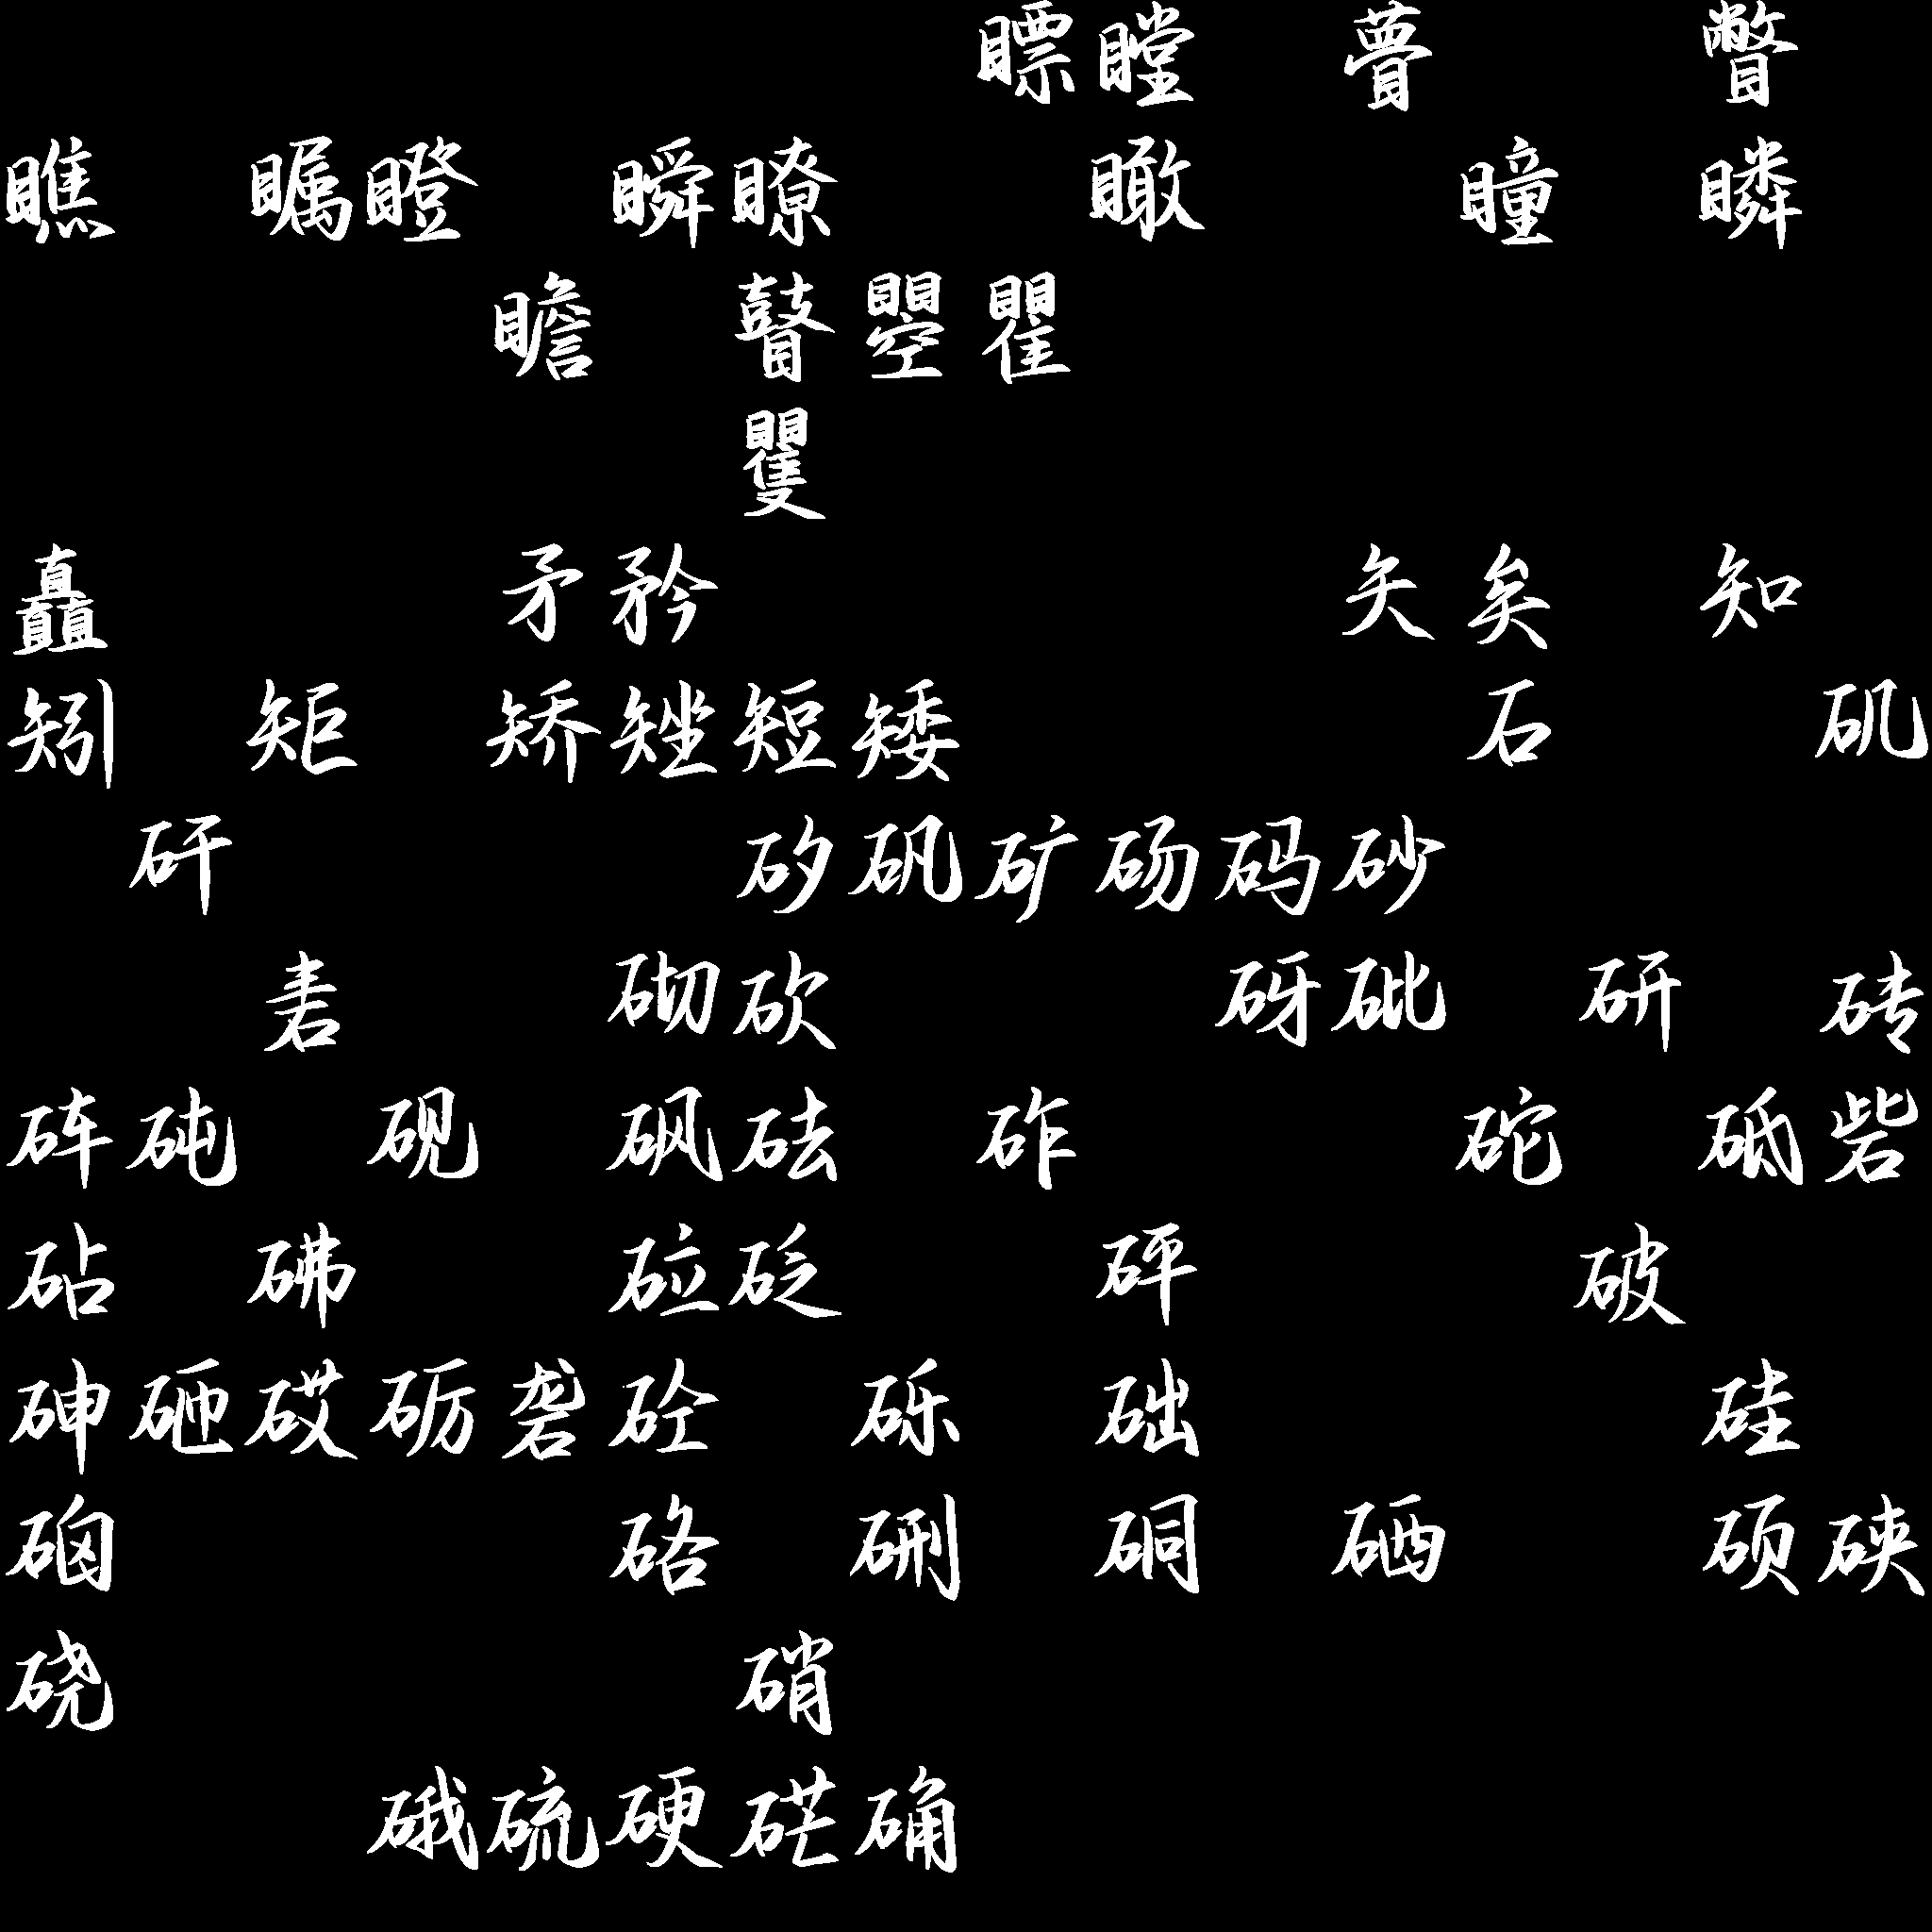 瞟瞠瞢瞥
瞧瞩瞪瞬瞭瞰瞳瞵
瞻瞽瞾瞿
矍
矗矛矜矢矣知
矧矩矫矬短矮石矶
矸矽矾矿砀码砂
砉砌砍砑砒研砖
砗砘砚砜砝砟砣砥砦
砧砩砬砭砰破
砷砸砹砺砻砼砾础硅
硇硌硎硐硒硕硖
硗硝
硪硫硬硭确